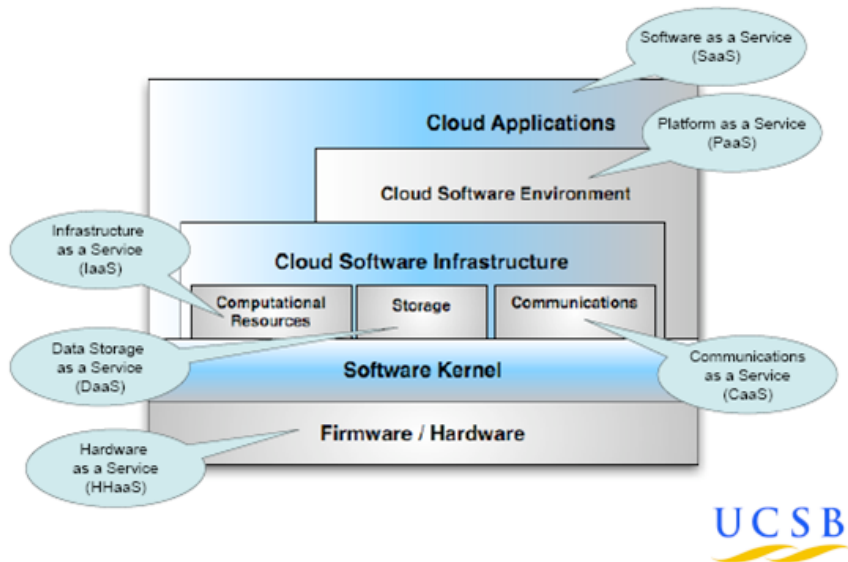 Software as a Service
(SaaS)
Cloud Applications
Platform as a Service
(PaaS)
Cloud Software Environment
Infrastructure
as a Service
(IaaS)
Cloud Software Infrastructure
Computational
Resources
Storage
Communications
Data Storage
as a Service
(DaaS)
Software Kernel
Communications
as a Service
(CaaS)
Firmware / Hardware
Hardware
as a Service
(HHaaS)
UCSB